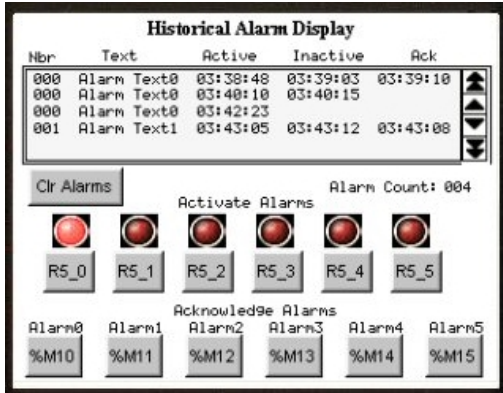 Historical Alarm Display
Nbr Text Active Inactive Ack
000 Alarm Text0 03:38:48 03:39:03 03:39:10
000 Alarm Text0 03:40:10 03:40:15
000 Alarm Text0 03:42:23
001 Alarm Text1 03:43:05 03:43:12 03:43:08
Clr Alarms
Alarm Count: 004
Activate Alarms
R5_0 R5_1 R5_2 R5_3 R5_4 R5_5
Acknowledge Alarms
Alarm0 Alarm1 Alarm2 Alarm3 Alarm4 Alarm5
%M10 %M11 %M12 %M13 %M14 %M15